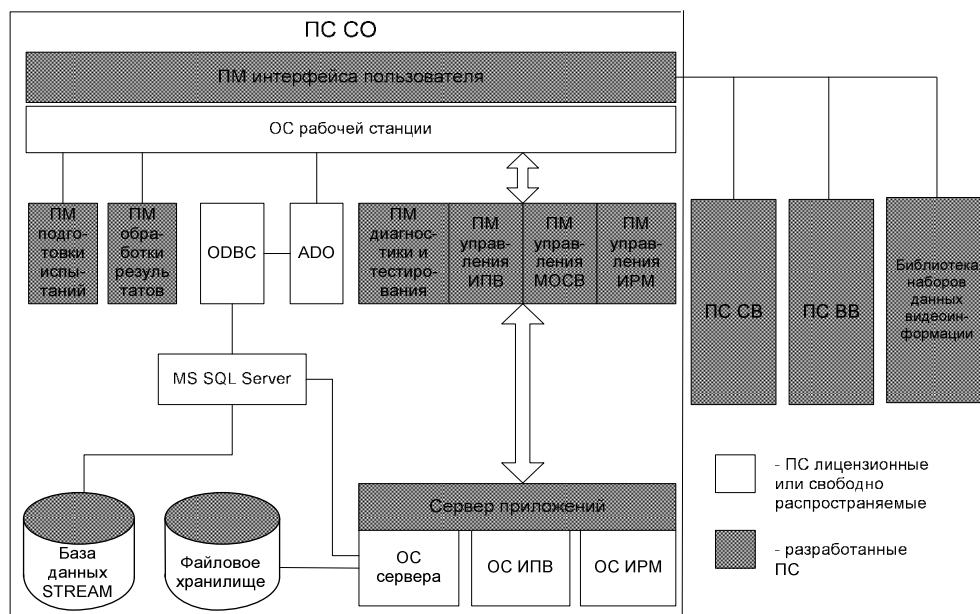 ПС СО
ПМ интерфейса пользователя
ОС рабочей станции
ПМ
подго-
товки
испы-
таний
ПМ
обра-
ботки
резуль-
татов
ODBC
ADO
ПМ
диагнос-
тики и
тестиро-
вания
ПМ
управ-
ления
ИПВ
ПМ
управ-
ления
МОСВ
ПМ
управ-
ления
ИРМ
ПС СВ
ПС ВВ
Библиотека
наборов
данных
видеоин-
формации
MS SQL Server
- ПС лицензионные
или свободно
распространяемые
- разработанные
ПС
База
данных
STREAM
Файловое
хранилище
Сервер приложений
ОС
сервера
ОС ИПВ
ОС ИРМ